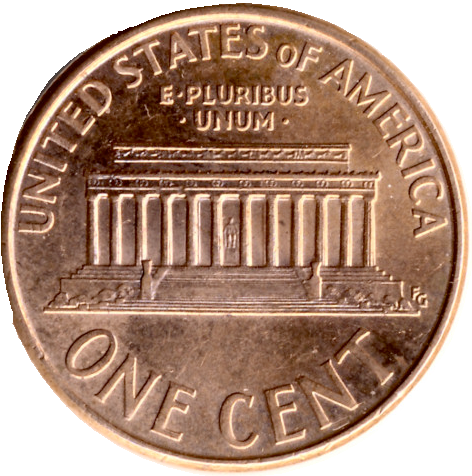 UNITED STATES OF AMERICA
E·PLURIBUS
·UNUM·
FG
ONE CENT